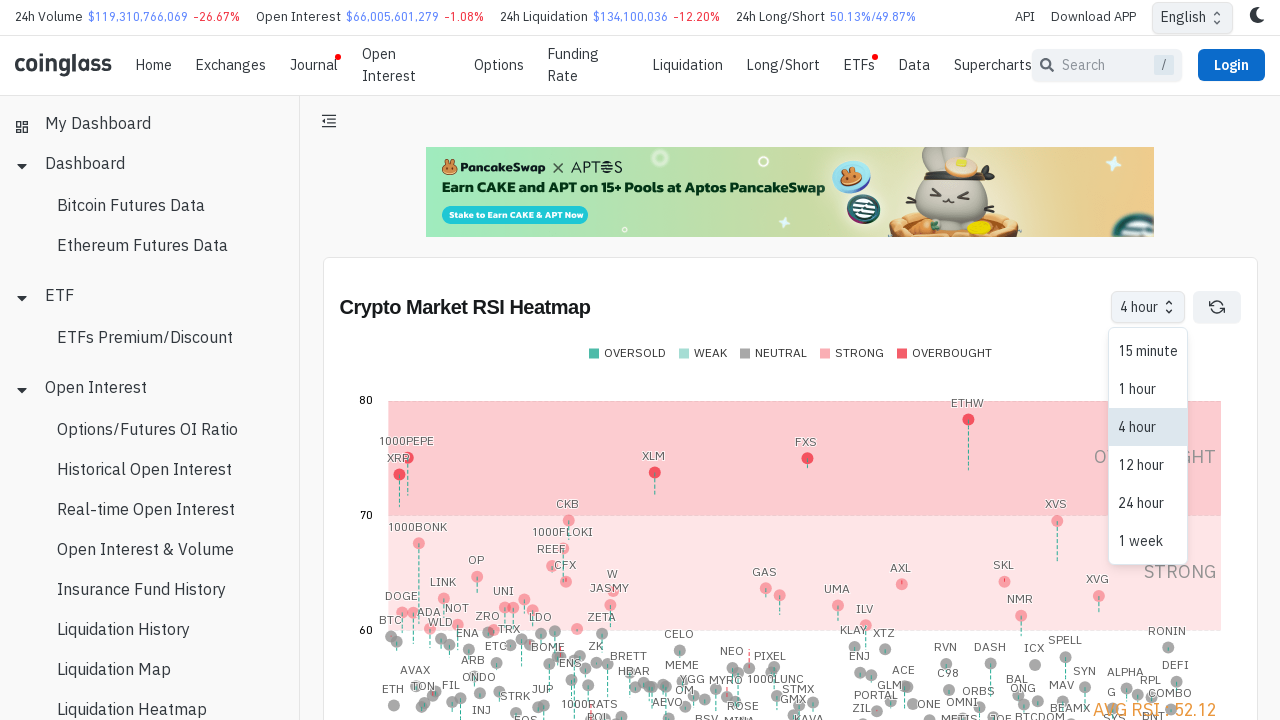 24h Volume $119,310,766,069 -26.67% Open Interest $66,005,601,279 -1.08% 24h Liquidation $134,100,036 -12.20% 24h Long/Short 50.13%/49.87% API Download APP English
coinglass Home Exchanges Journal Open Interest Options Funding Rate Liquidation Long/Short ETFs Data Supercharts Search / Login
My Dashboard
Dashboard
Bitcoin Futures Data
Ethereum Futures Data
ETF
ETFs Premium/Discount
Open Interest
Options/Futures OI Ratio
Historical Open Interest
Real-time Open Interest
Open Interest & Volume
Insurance Fund History
Liquidation History
Liquidation Map
Liquidation Heatmap
PancakeSwap X APTOS
Earn CAKE and APT on 15+ Pools at Aptos PancakeSwap
Stake to Earn CAKE & APT Now
Crypto Market RSI Heatmap
4 hour
15 minute
1 hour
4 hour
12 hour
24 hour
1 week
OVERSOLD WEAK NEUTRAL STRONG OVERBOUGHT
80
ETHW
1000PEPE
FXS
XRP
XLM
70
CKB
XVS
1000BONK
1000FLOKI
REEF
OP
CFX
GAS
AXL
SKL
STRONG
W
XVG
LINK
JASMY
UNI
UMA
DOGE
NMR
NOT
ADA
ILV
ZRO
LDO
ZETA
BTC
WLD
60
TRX
KLAY
XTZ
RONIN
ENA
CELO
SPELL
ETC
BOME
ZK
NEO
RVN
DASH
ICX
ARB
ENS
BRETT
MEME
PIXEL
ENJ
DEFI
AVAX
ONDO
HBAR
1000LUNC
ACE
C98
SYN
ALPHA
ETH
TON
FIL
JUP
OM
YGG
MYRO
STMX
GLM
ORBS
BAL
ONG
MAV
G
RPL
STRK
1000RATS
AEVO
ROSE
GMX
PORTAL
ZIL
ONE
OMNI
BEAMX
COMBO
INJ
BSV
KAVA
BTCDOM
AVG RSI : 52.12